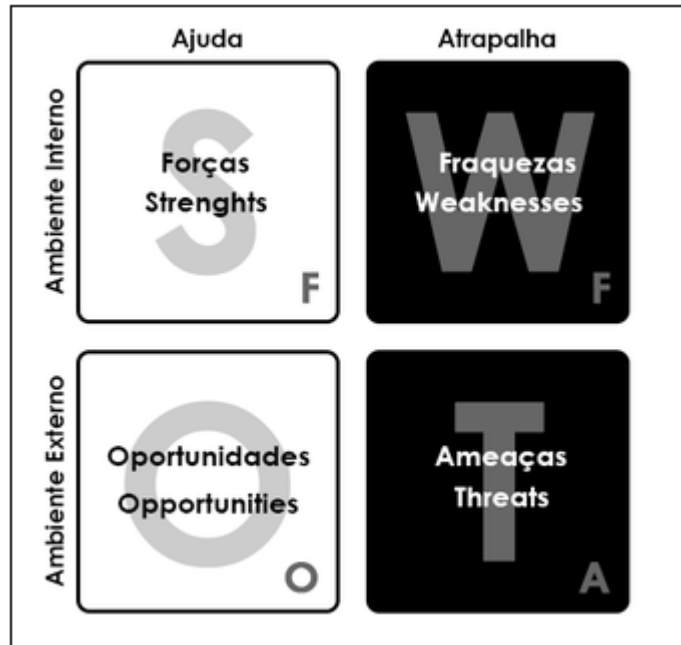 Ajuda
Atrapalha
Ambiente Interno
S
Forças
Strenghts
F
W
Fraquezas
Weaknesses
F
Ambiente Externo
O
Oportunidades
Opportunities
O
T
Ameaças
Threats
A